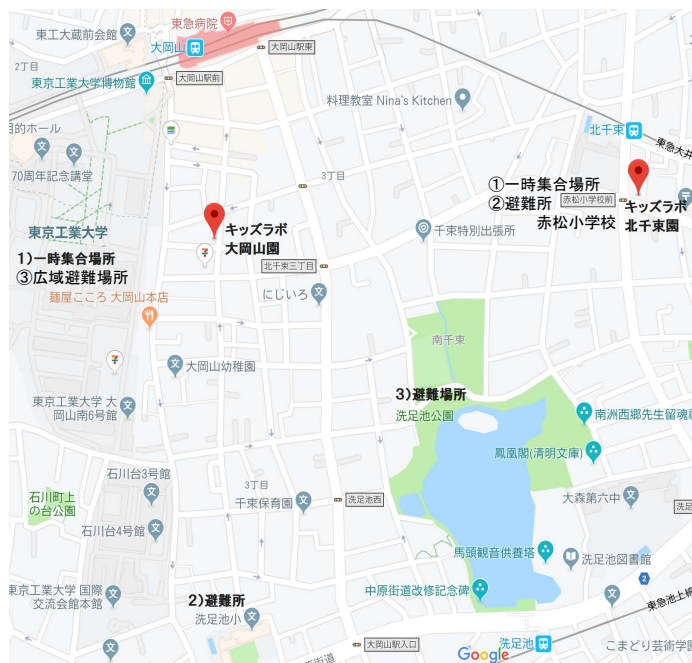 東急病院
東工大蔵前会館
大岡山
大岡山駅東
2丁目
大岡山駅前
東京工業大学博物館
料理教室 Nina's Kitchen
北千束
目的ホール
東急大井
70周年記念講堂
3丁目
①一時集合場所
②避難所
赤松小学校
赤松小学校前
キッズラボ
北千束園
キッズラボ
大岡山園
千束特別出張所
東京工業大学
1)一時集合場所
③広域避難場所
北千束三丁目
麺屋こころ 大岡山本店
にじいろ
南千束
大岡山幼稚園
3)避難場所
洗足池公園
東京工業大学 大
岡山南6号館
南洲西郷先生留魂祠
鳳凰閣(清明文庫)
石川台3号館
3丁目
石川町上
の台公園
千束保育園
洗足池西
大森第六中
洗足
石川台4号館
馬頭観音供養塔
洗足池図書館
2
東京工業大学 国際
交流会館本館
中原街道改修記念碑
2)避難所
洗足池小
東急池上線
大岡山駅入口
洗足池
こまどり芸術学園
街道
Google